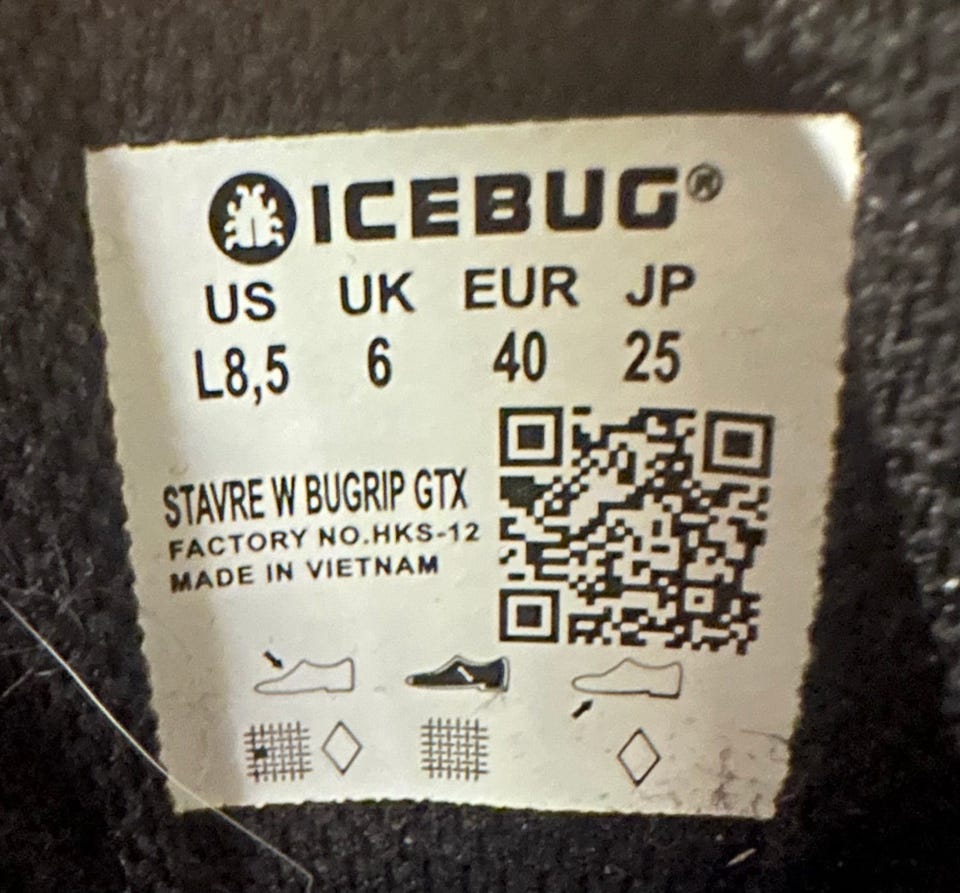 ICEBUG®
US UK EUR JP
L8,5 6 40 25
STAVRE W BUGRIP GTX
FACTORY NO.HKS-12
MADE IN VIETNAM